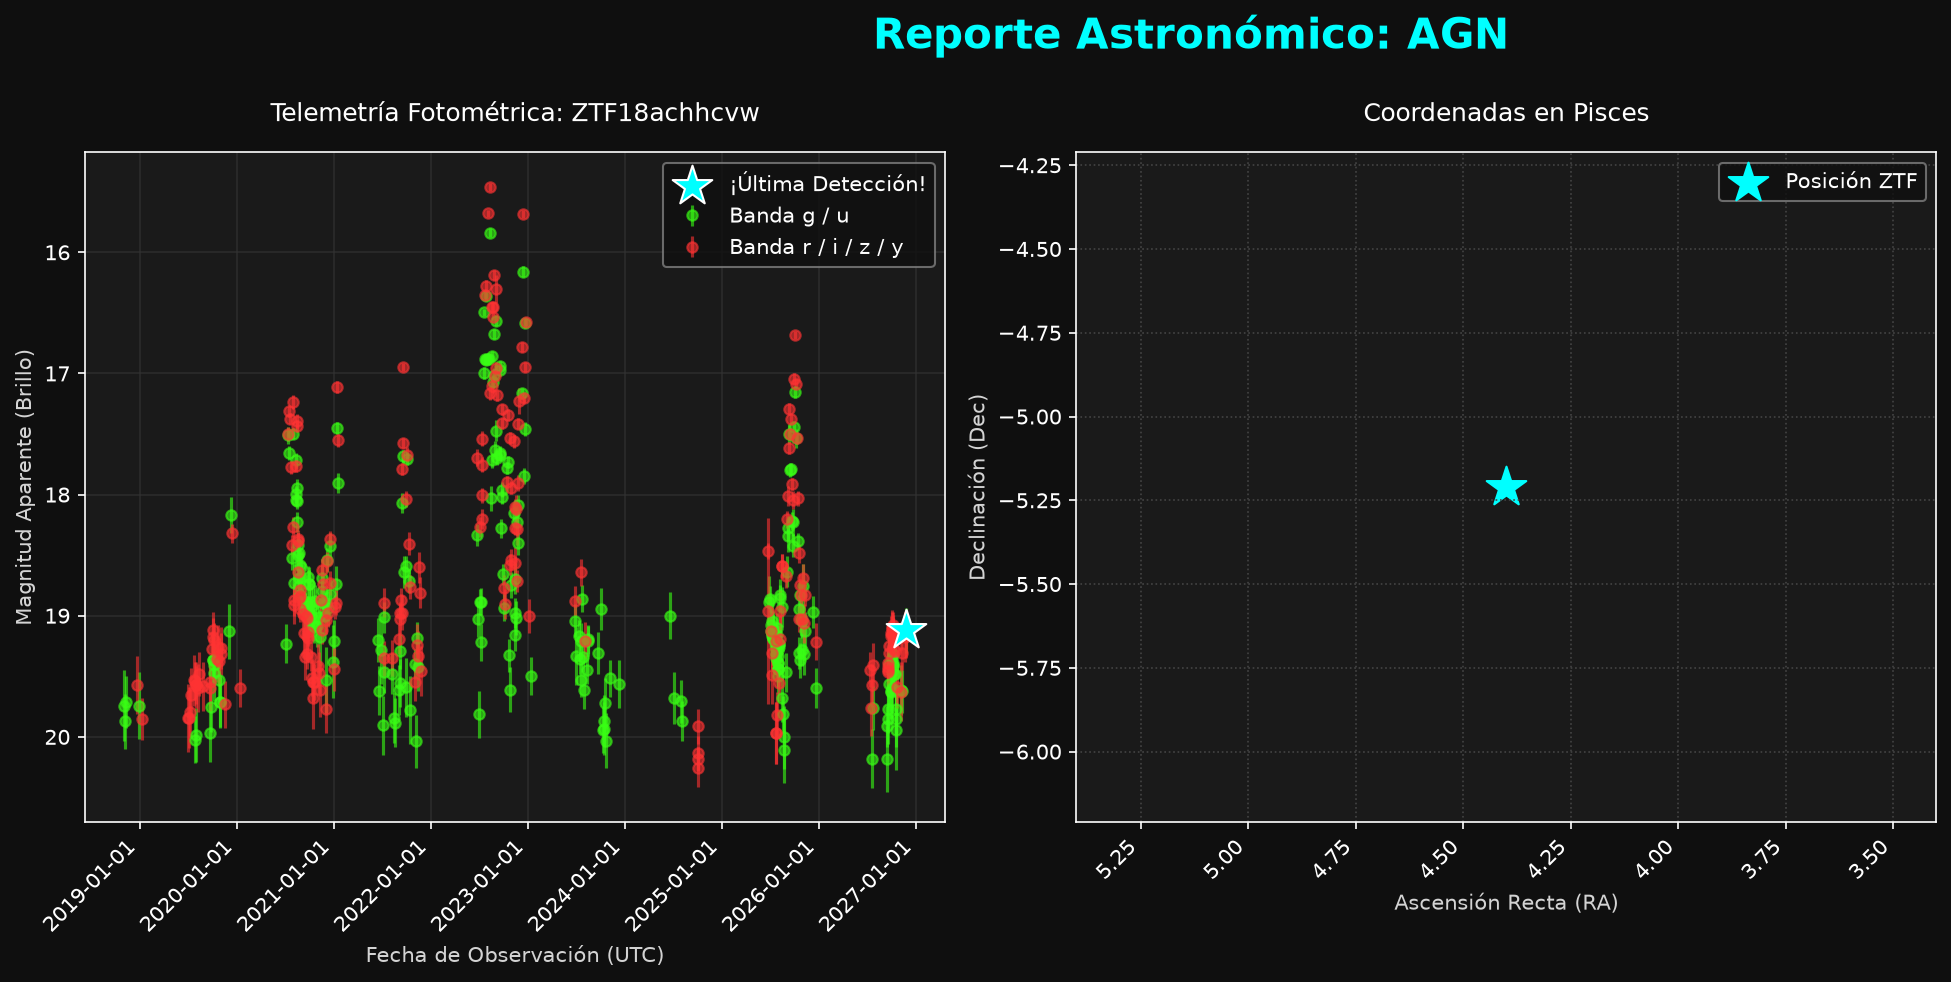 Reporte Astronómico: AGN
Telemetría Fotométrica: ZTF18achhcvw
¡Última Detección!
Banda g / u
Banda r / i / z / y
Magnitud Aparente (Brillo)
16
17
18
19
20
2019-01-01
2020-01-01
2021-01-01
2022-01-01
2023-01-01
2024-01-01
2025-01-01
2026-01-01
2027-01-01
Fecha de Observación (UTC)
Coordenadas en Pisces
Posición ZTF
Declinación (Dec)
−4.25
−4.50
−4.75
−5.00
−5.25
−5.50
−5.75
−6.00
5.25
5.00
4.75
4.50
4.25
4.00
3.75
3.50
Ascensión Recta (RA)